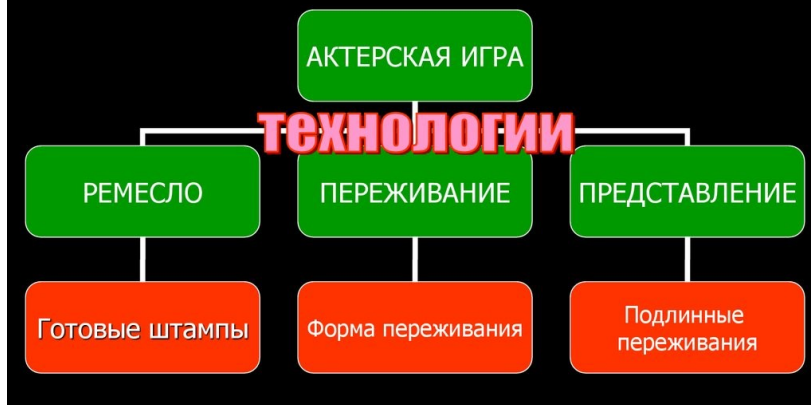 АКТЕРСКАЯ ИГРА
технологии
РЕМЕСЛО
ПЕРЕЖИВАНИЕ
ПРЕДСТАВЛЕНИЕ
Готовые штампы
Форма переживания
Подлинные
переживания